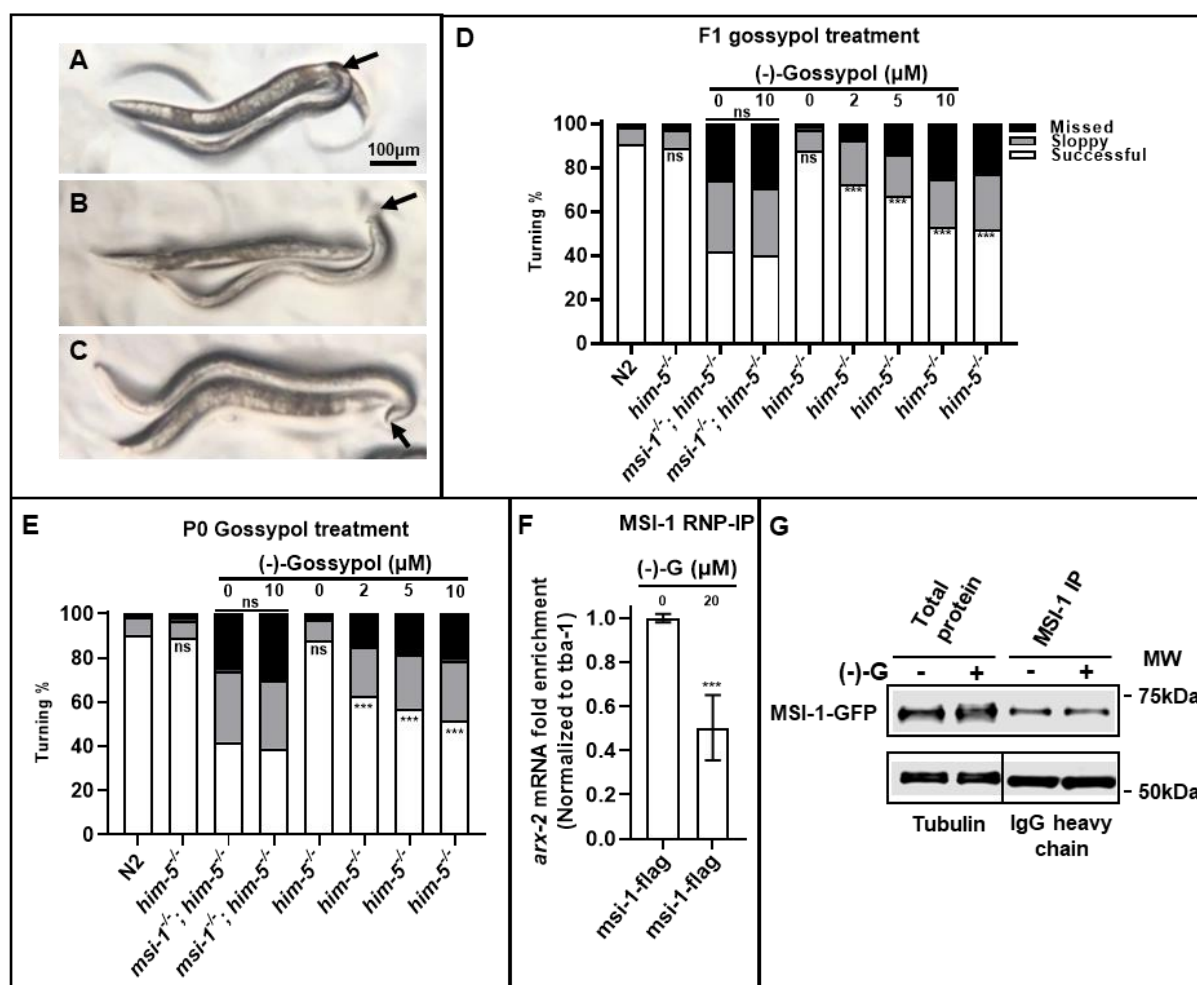 A
100µm
B
C
D
F1 gossypol treatment
(-)-Gossypol (µM)
0 10 0 2 5 10
ns
Missed
Sloppy
Successful
100
80
60
40
20
0
Turning %
ns
ns
***
***
***
***
N2
him-5-/-
msi-1-/-; him-5-/-
msi-1-/-; him-5-/-
him-5-/-
him-5-/-
him-5-/-
him-5-/-
him-5-/-
E
P0 Gossypol treatment
(-)-Gossypol (µM)
0 10 0 2 5 10
ns
100
80
60
40
20
0
Turning %
ns
ns
***
***
***
N2
him-5-/-
msi-1-/-; him-5-/-
msi-1-/-; him-5-/-
him-5-/-
him-5-/-
him-5-/-
him-5-/-
F
MSI-1 RNP-IP
(-)-G (µM)
0 20
arx-2 mRNA fold enrichment
(Normalized to tba-1)
1.0
0.8
0.6
0.4
0.2
0.0
***
msi-1-flag
msi-1-flag
G
Total
protein
MSI-1 IP
(-)-G - + - +
MW
MSI-1-GFP
- 75kDa
- 50kDa
Tubulin
IgG heavy
chain